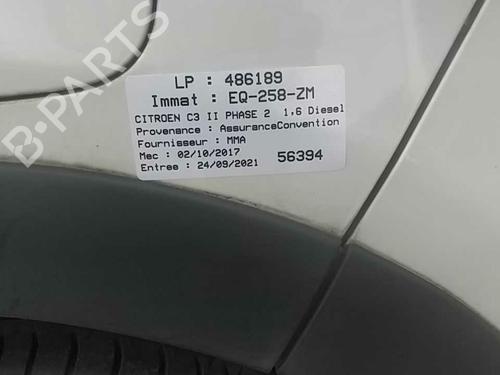 B-PARTS
LP : 486189
Immat : EQ-258-ZM
CITROEN C3 II PHASE 2 1,6 Diesel
Provenance : AssuranceConvention
Fournisseur : MMA
Mec : 02/10/2017
Entree : 24/09/2021 56394